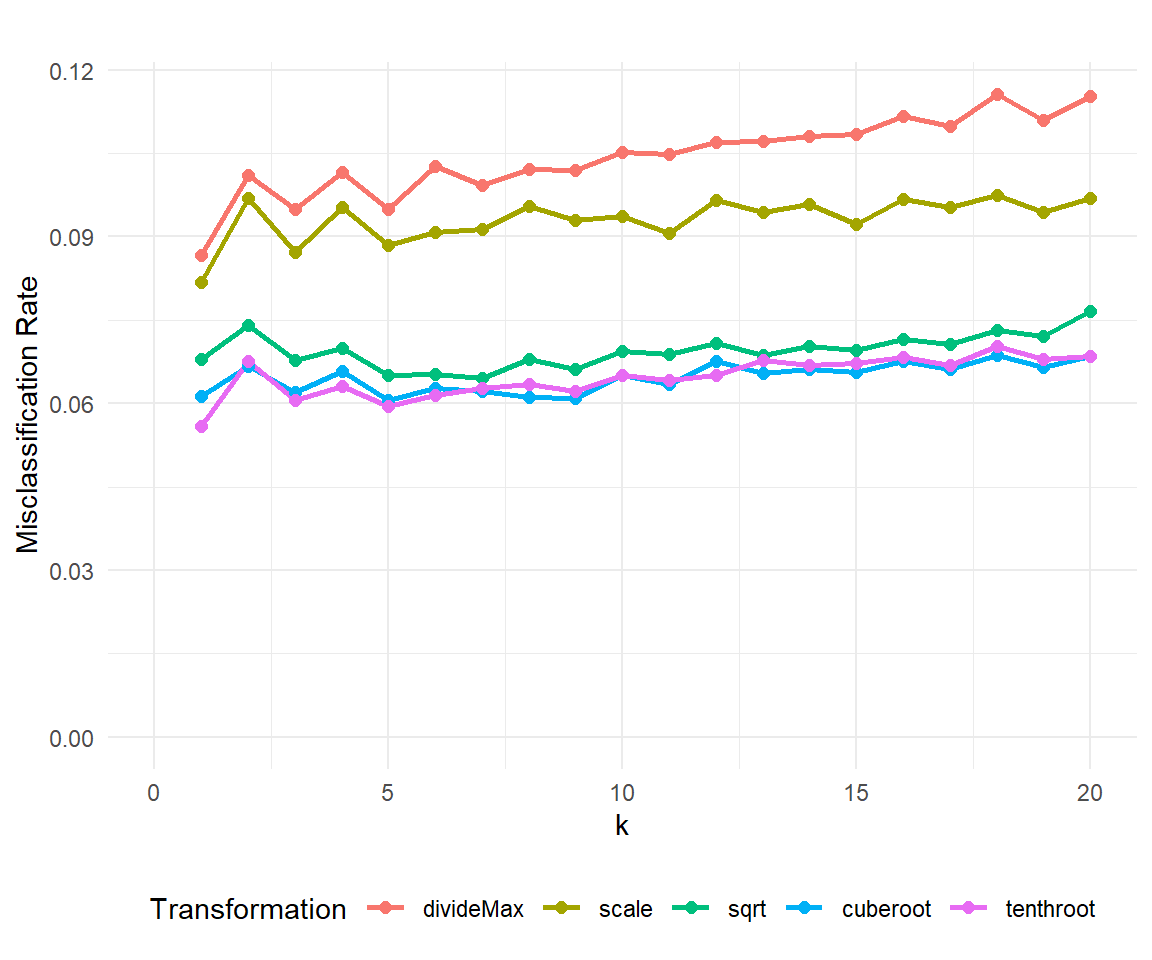 0.12
0.09
0.06
0.03
0.00
Misclassification Rate
0 5 10 15 20
k
Transformation divideMax scale sqrt cuberoot tenthroot